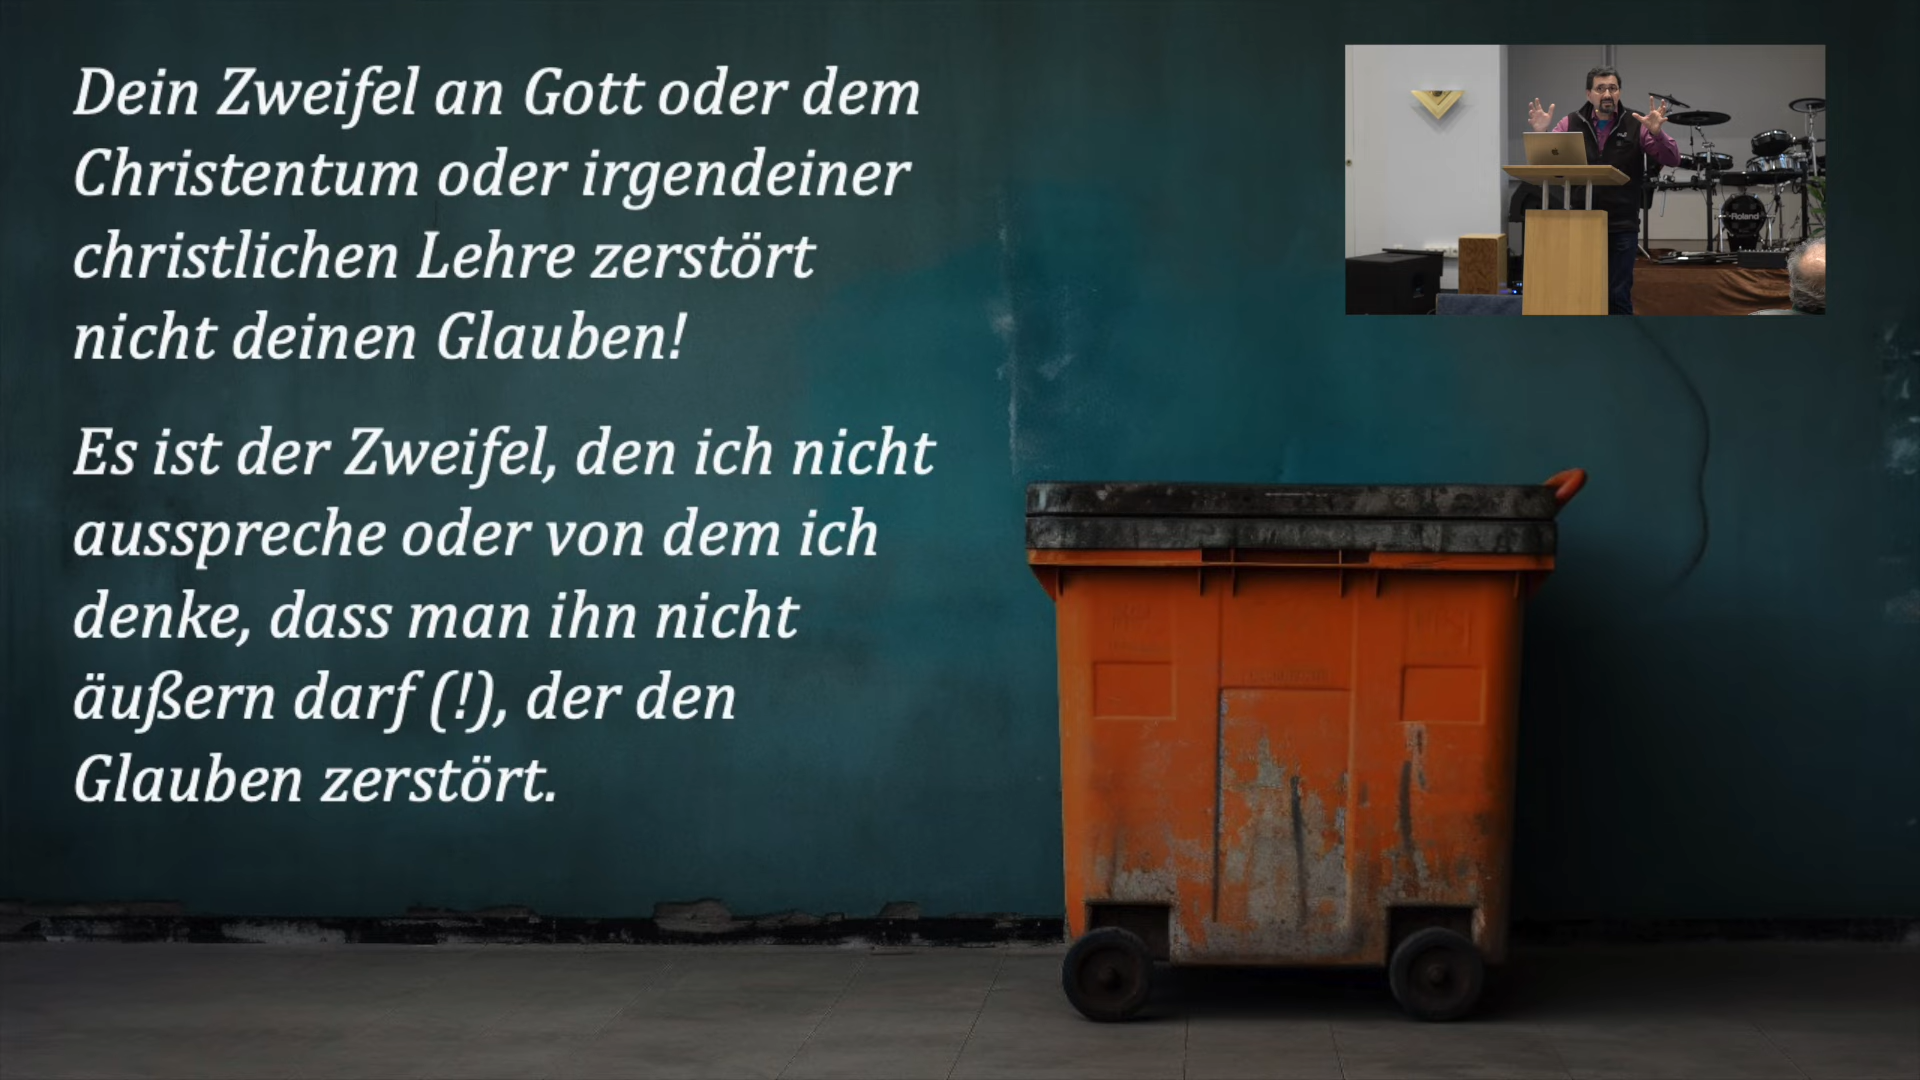 Dein Zweifel an Gott oder dem
Christentum oder irgendeiner
christlichen Lehre zerstört
nicht deinen Glauben!
Es ist der Zweifel, den ich nicht
ausspreche oder von dem ich
denke, dass man ihn nicht
äußern darf (!), der den
Glauben zerstört.
Roland